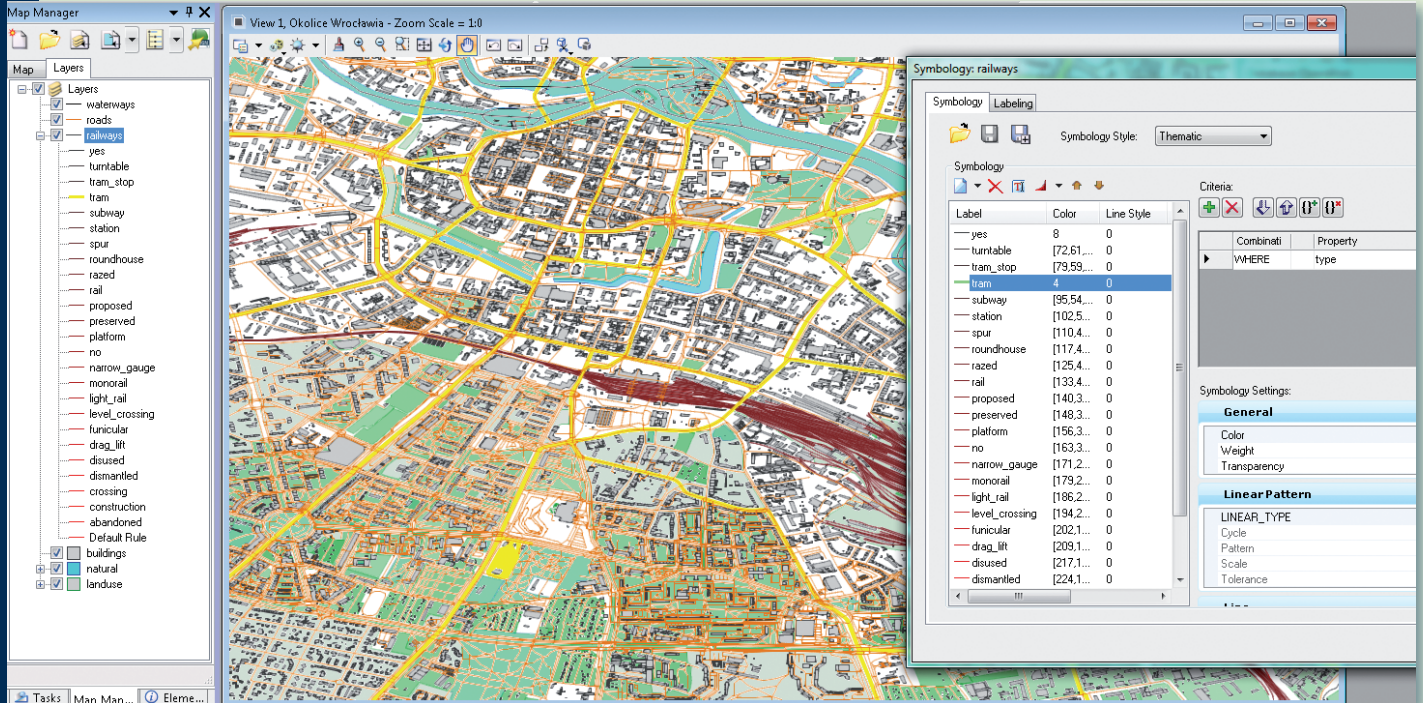 Map Manager
Map Layers
Layers
waterways
roads
railways
yes
turntable
tram_stop
tram
subway
station
spur
roundhouse
razed
rail
proposed
preserved
platform
no
narrow_gauge
monorail
light_rail
level_crossing
funicular
drag_lift
disused
dismantled
crossing
construction
abandoned
Default Rule
buildings
natural
landuse
Tasks Map Man... Eleme...
View 1, Okolice Wrocławia - Zoom Scale = 1:0
Symbology: railways
Symbology Labeling
Symbology Style: Thematic
Symbology
Label Color Line Style
yes 8 0
turntable [72,61,... 0
tram_stop [79,59,... 0
tram 4 0
subway [95,54,... 0
station [102,5... 0
spur [110,4... 0
roundhouse [117,4... 0
razed [125,4... 0
rail [133,4... 0
proposed [140,3... 0
preserved [148,3... 0
platform [156,3... 0
no [163,3... 0
narrow_gauge [171,2... 0
monorail [179,2... 0
light_rail [186,2... 0
level_crossing [194,2... 0
funicular [202,1... 0
drag_lift [209,1... 0
disused [217,1... 0
dismantled [224,1... 0
Criteria:
Combinati Property
WHERE type
Symbology Settings:
General
Color
Weight
Transparency
Linear Pattern
LINEAR_TYPE
Cycle
Pattern
Scale
Tolerance